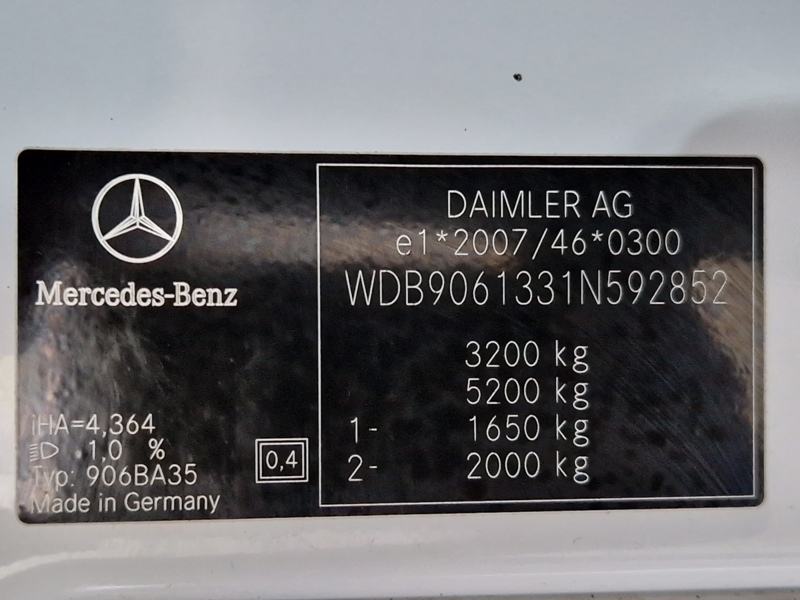 Mercedes-Benz
iHA=4,364
1,0 %
Typ: 906BA35
Made in Germany
0,4
DAIMLER AG
e1*2007/46*0300
WDB9061331N592852
3200 kg
5200 kg
1- 1650 kg
2- 2000 kg